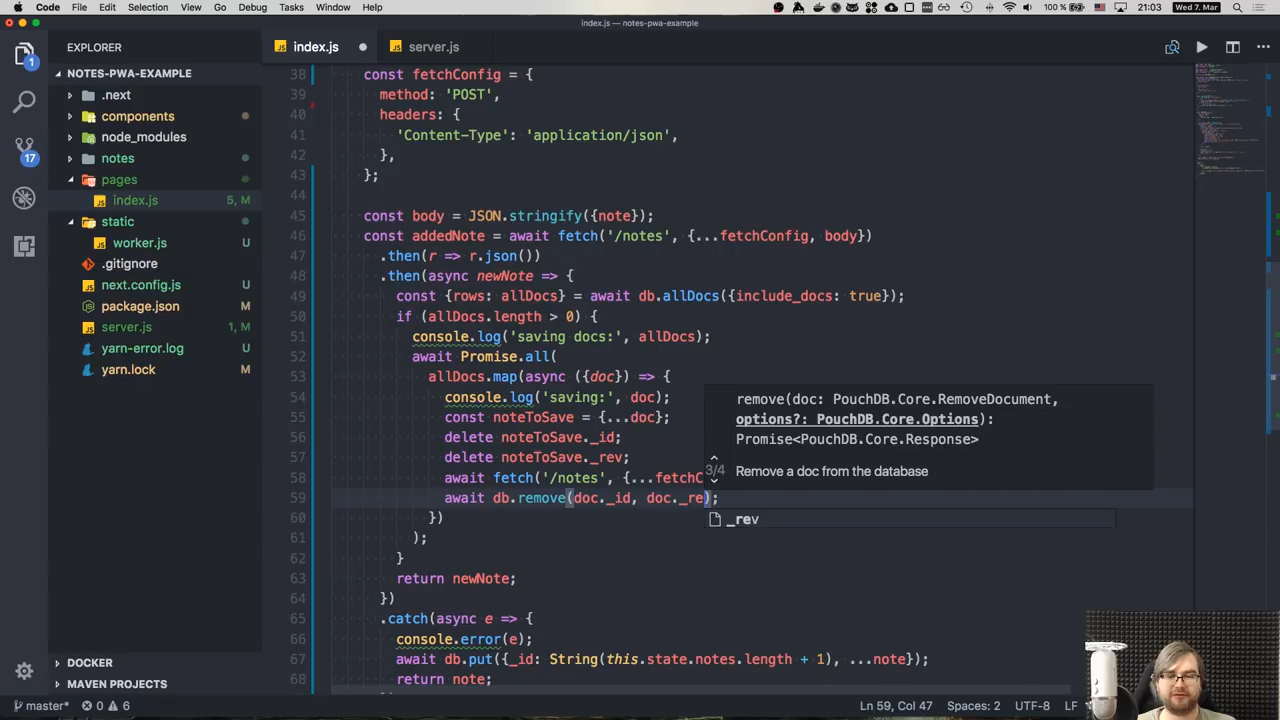 Code File Edit Selection View Go Debug Tasks Window Help 100 % 21:03 Wed 7. Mar
index.js — notes-pwa-example
EXPLORER
NOTES-PWA-EXAMPLE
.next
components
node_modules
notes
pages
index.js 5, M
static
worker.js U
.gitignore
next.config.js U
package.json M
server.js 1, M
yarn-error.log U
yarn.lock M
DOCKER
MAVEN PROJECTS
1
17
index.js server.js
38 const fetchConfig = {
39 method: 'POST',
40 headers: {
41 'Content-Type': 'application/json',
42 },
43 };
44
45 const body = JSON.stringify({note});
46 const addedNote = await fetch('/notes', {...fetchConfig, body})
47 .then(r => r.json())
48 .then(async newNote => {
49 const {rows: allDocs} = await db.allDocs({include_docs: true});
50 if (allDocs.length > 0) {
51 console.log('saving docs:', allDocs);
52 await Promise.all(
53 allDocs.map(async ({doc}) => {
54 console.log('saving:', doc);
55 const noteToSave = {...doc};
56 delete noteToSave._id;
57 delete noteToSave._rev;
58 await fetch('/notes', {...fetchC
59 await db.remove(doc._id, doc._re);
60 })
61 );
62 }
63 return newNote;
64 })
65 .catch(async e => {
66 console.error(e);
67 await db.put({_id: String(this.state.notes.length + 1), ...note});
68 return note;
remove(doc: PouchDB.Core.RemoveDocument,
options?: PouchDB.Core.Options):
Promise<PouchDB.Core.Response>
3/4 Remove a doc from the database
_rev
master* 0 6 Ln 59, Col 47 Spaces: 2 UTF-8 LF